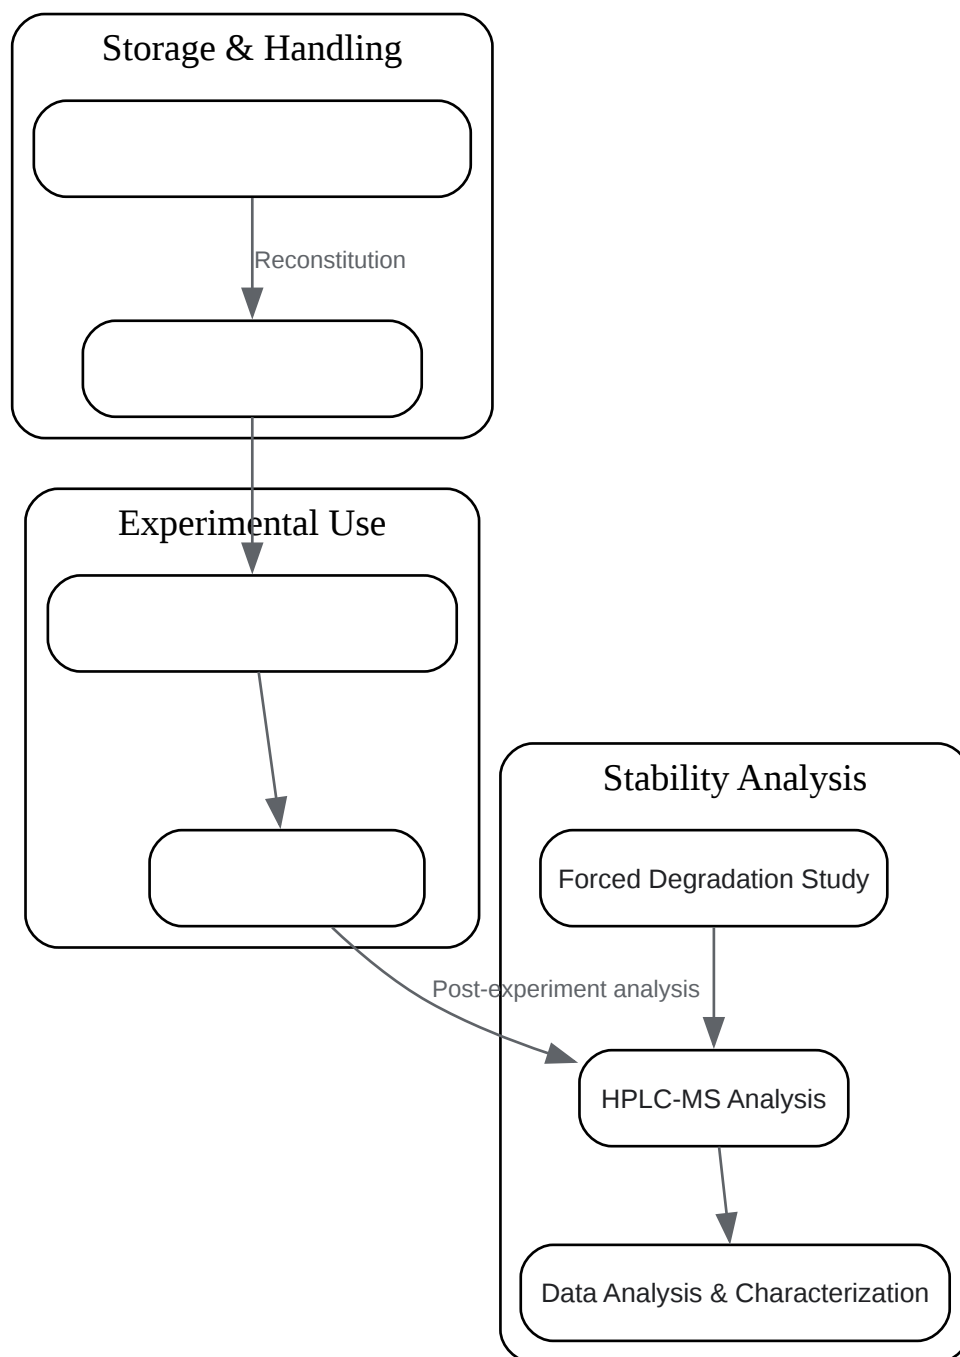 Storage & Handling
Reconstitution
Experimental Use
Stability Analysis
Forced Degradation Study
Post-experiment analysis
HPLC-MS Analysis
Data Analysis & Characterization